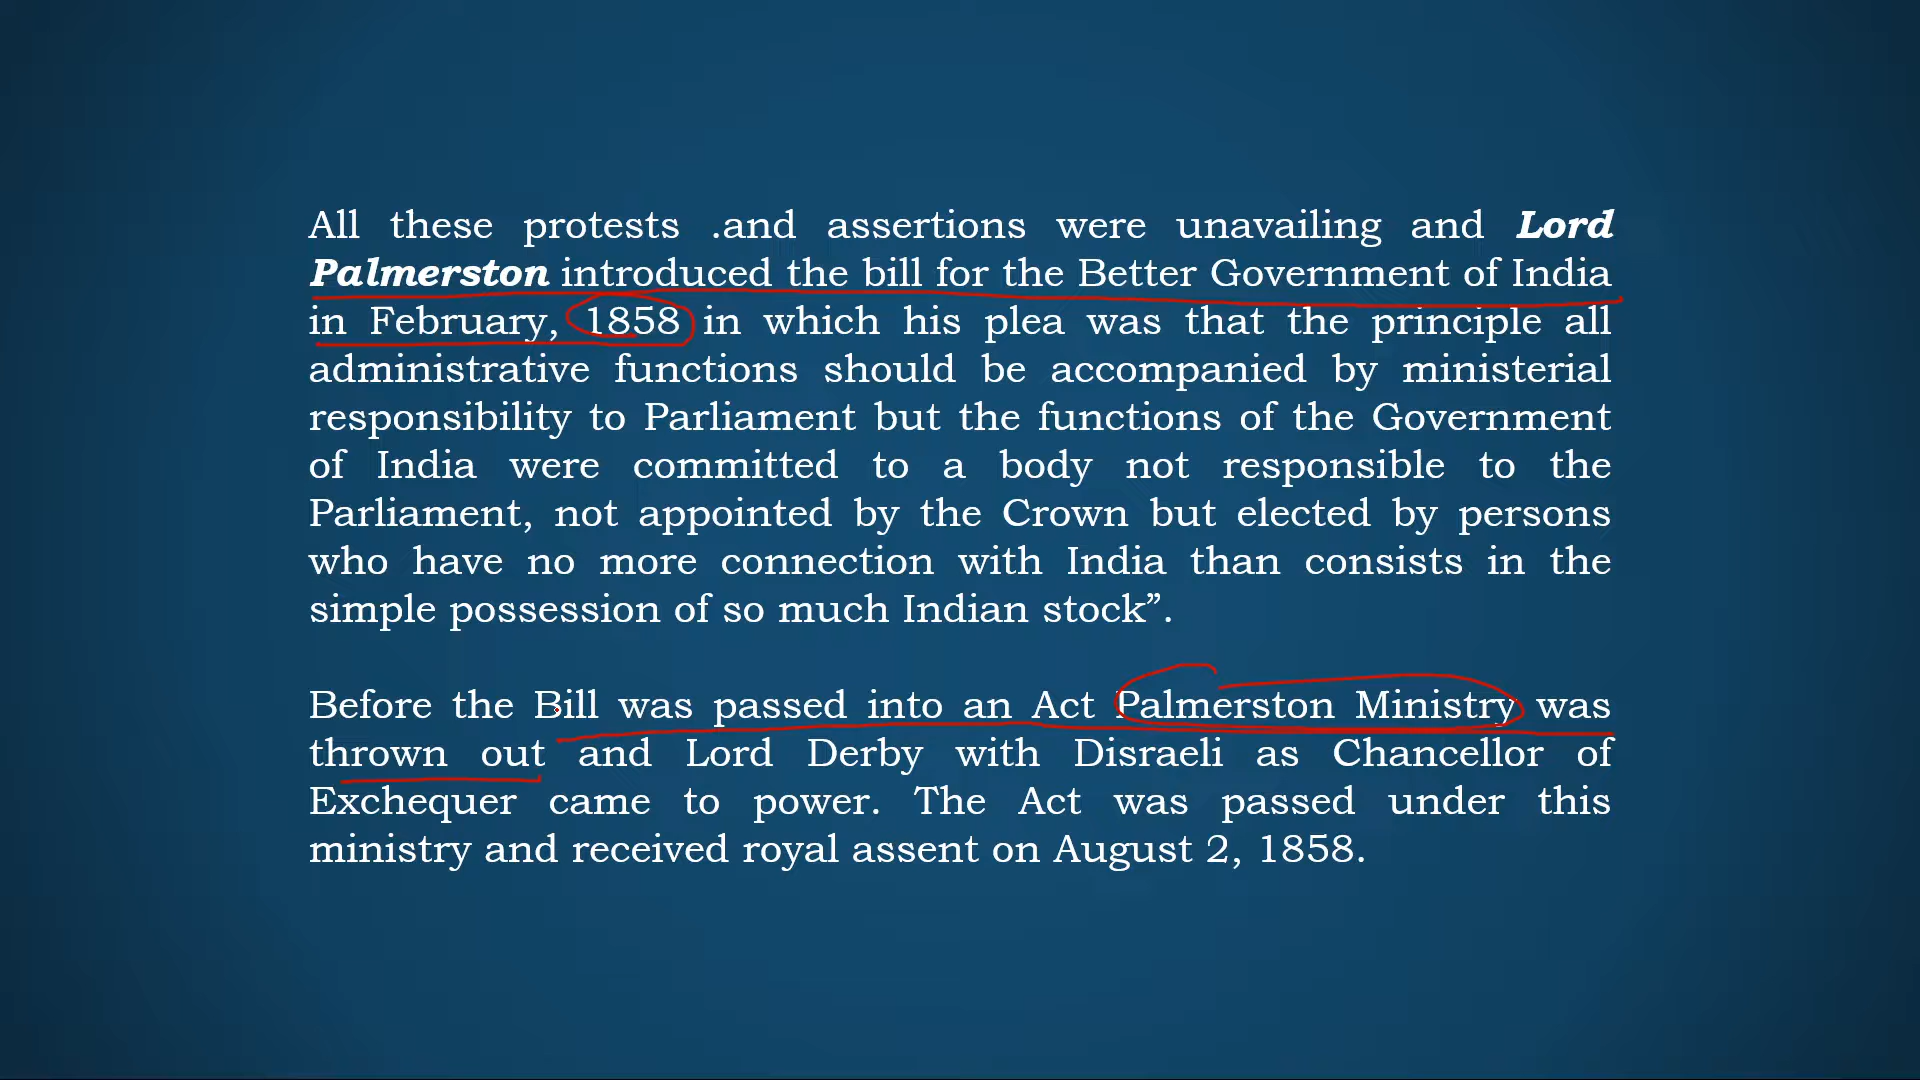 All these protests .and assertions were unavailing and Lord
Palmerston introduced the bill for the Better Government of India
in February, 1858 in which his plea was that the principle all
administrative functions should be accompanied by ministerial
responsibility to Parliament but the functions of the Government
of India were committed to a body not responsible to the
Parliament, not appointed by the Crown but elected by persons
who have no more connection with India than consists in the
simple possession of so much Indian stock”.
Before the Bill was passed into an Act Palmerston Ministry was
thrown out and Lord Derby with Disraeli as Chancellor of
Exchequer came to power. The Act was passed under this
ministry and received royal assent on August 2, 1858.